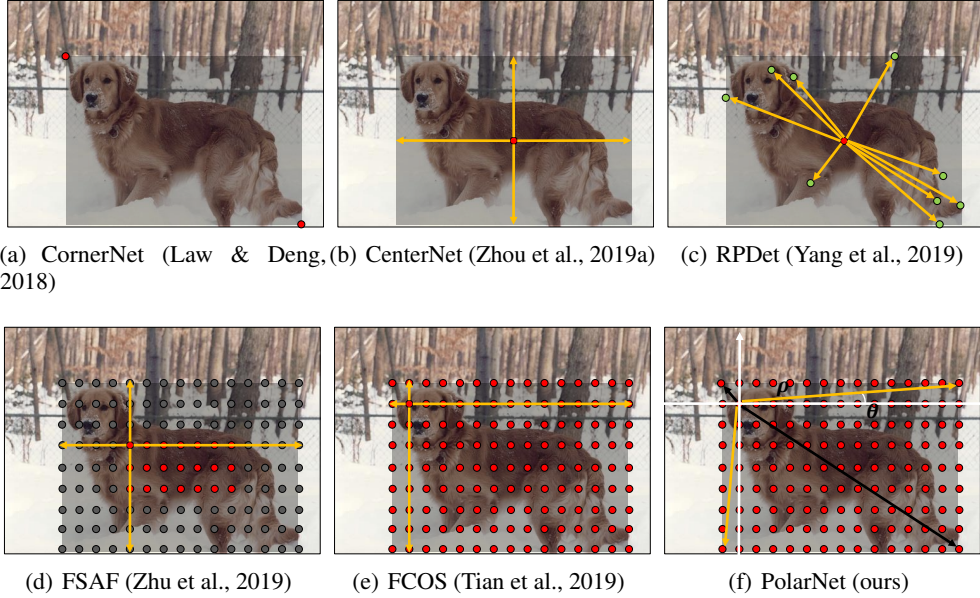 (a) CornerNet (Law & Deng,
2018)
(b) CenterNet (Zhou et al., 2019a)
(c) RPDet (Yang et al., 2019)
ρ
θ
(d) FSAF (Zhu et al., 2019)
(e) FCOS (Tian et al., 2019)
(f) PolarNet (ours)